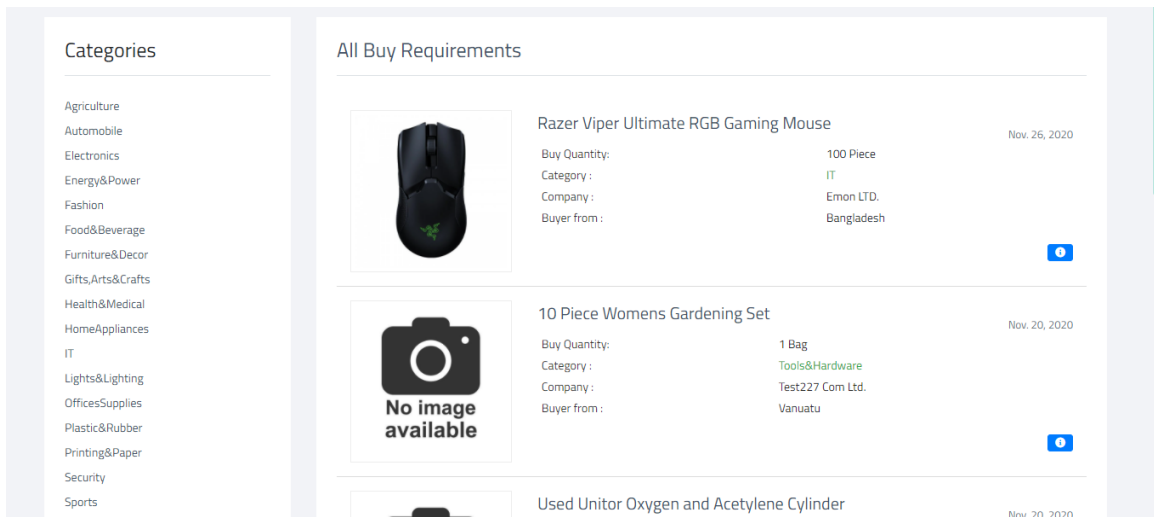 Categories
Agriculture
Automobile
Electronics
Energy&Power
Fashion
Food&Beverage
Furniture&Decor
Gifts,Arts&Crafts
Health&Medical
HomeAppliances
IT
Lights&Lighting
OfficesSupplies
Plastic&Rubber
Printing&Paper
Security
Sports
All Buy Requirements
Razer Viper Ultimate RGB Gaming Mouse
Nov. 26, 2020
Buy Quantity: 100 Piece
Category : IT
Company : Emon LTD.
Buyer from : Bangladesh
No image
available
10 Piece Womens Gardening Set
Nov. 20, 2020
Buy Quantity: 1 Bag
Category : Tools&Hardware
Company : Test227 Com Ltd.
Buyer from : Vanuatu
Used Unitor Oxygen and Acetylene Cylinder
Nov. 20, 2020